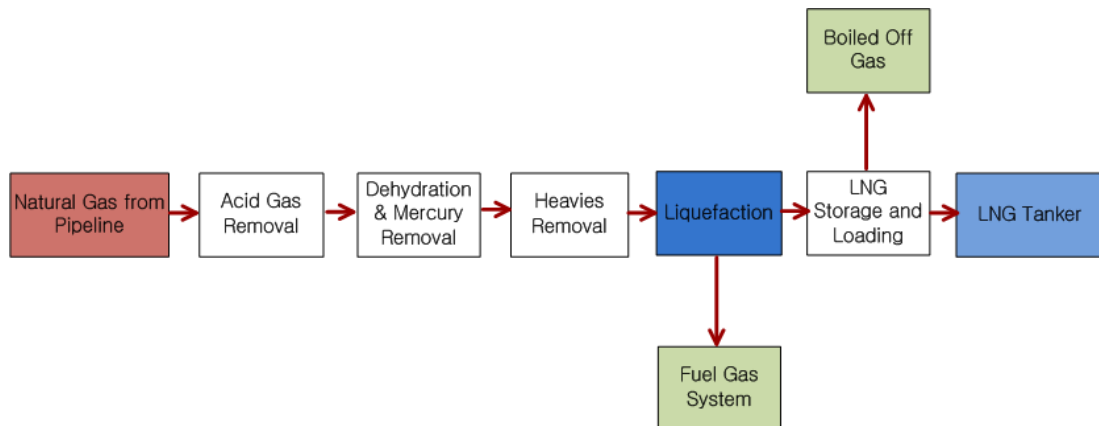 Boiled Off
Gas
Natural Gas from
Pipeline
Acid Gas
Removal
Dehydration
& Mercury
Removal
Heavies
Removal
Liquefaction
LNG
Storage and
Loading
LNG Tanker
Fuel Gas
System